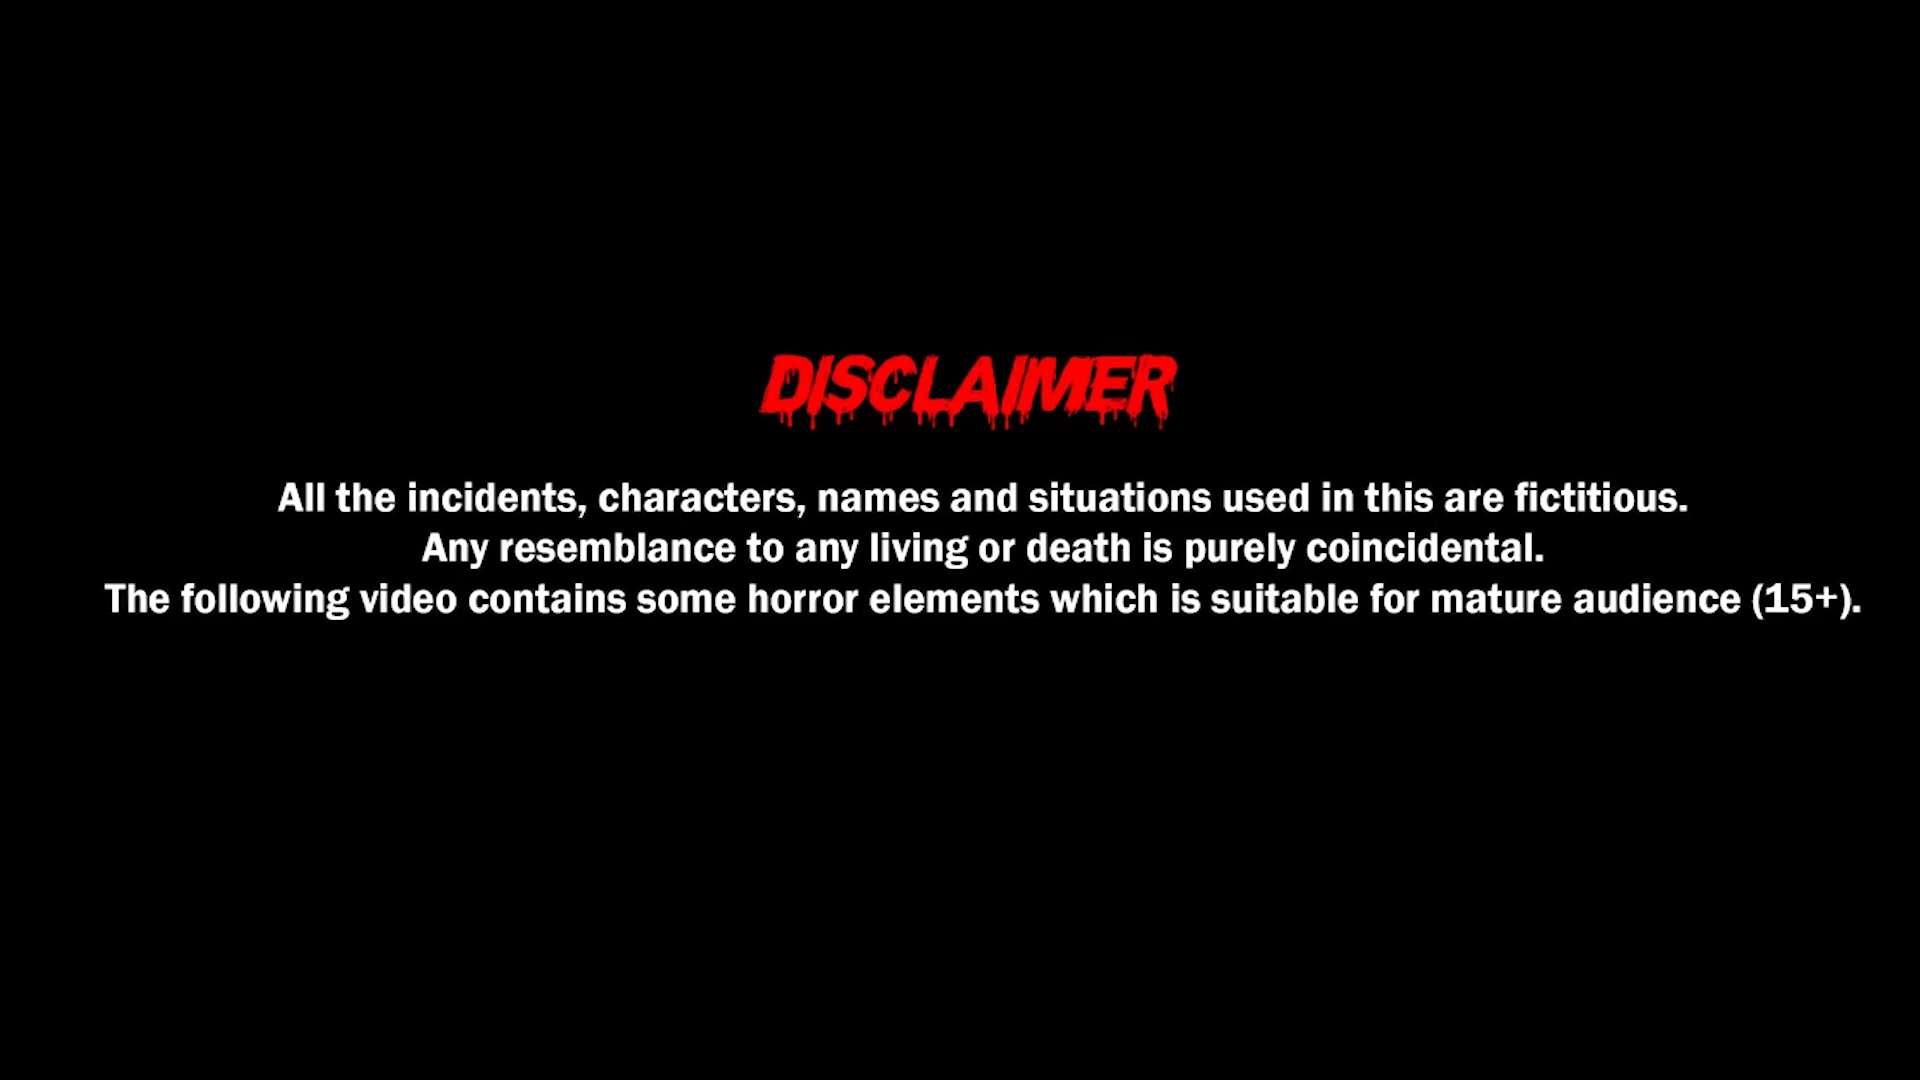 DISCLAIMER
All the incidents, characters, names and situations used in this are fictitious.
Any resemblance to any living or death is purely coincidental.
The following video contains some horror elements which is suitable for mature audience (15+).